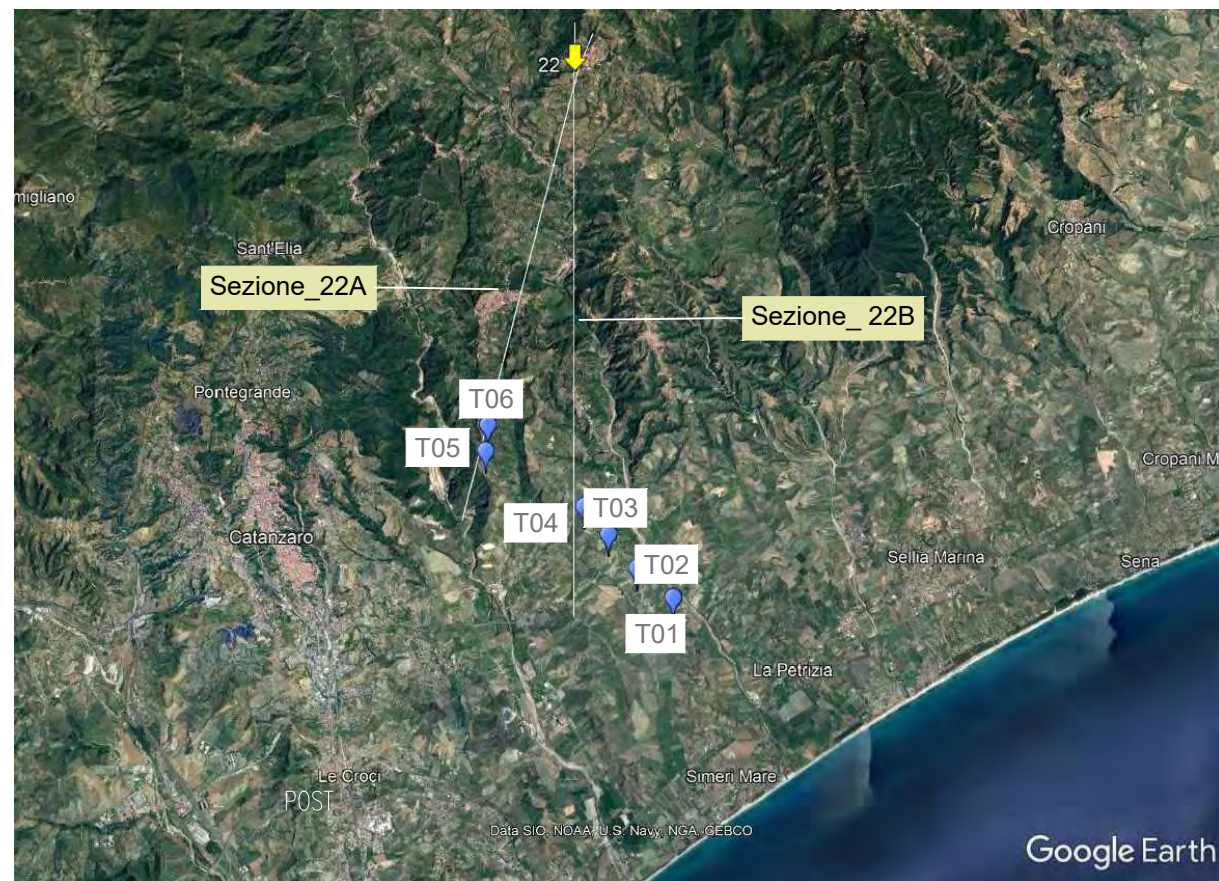 22
migliano
Cropani
Sant'Elia
Sezione_22A
Sezione_ 22B
Pontegrande
T06
T05
Cropani M
T04
T03
Catanzaro
T02
Sellia Marina
Sena
T01
La Petrizia
Simeri Mare
Le Croci
POST
Data SIO, NOAA, U.S. Navy, NGA, GEBCO
Google Earth